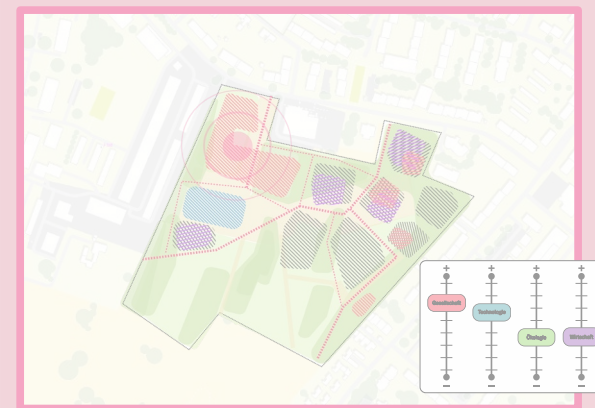 + + + +
Gesellschaft Technologie Ökologie Wirtschaft
− − − −